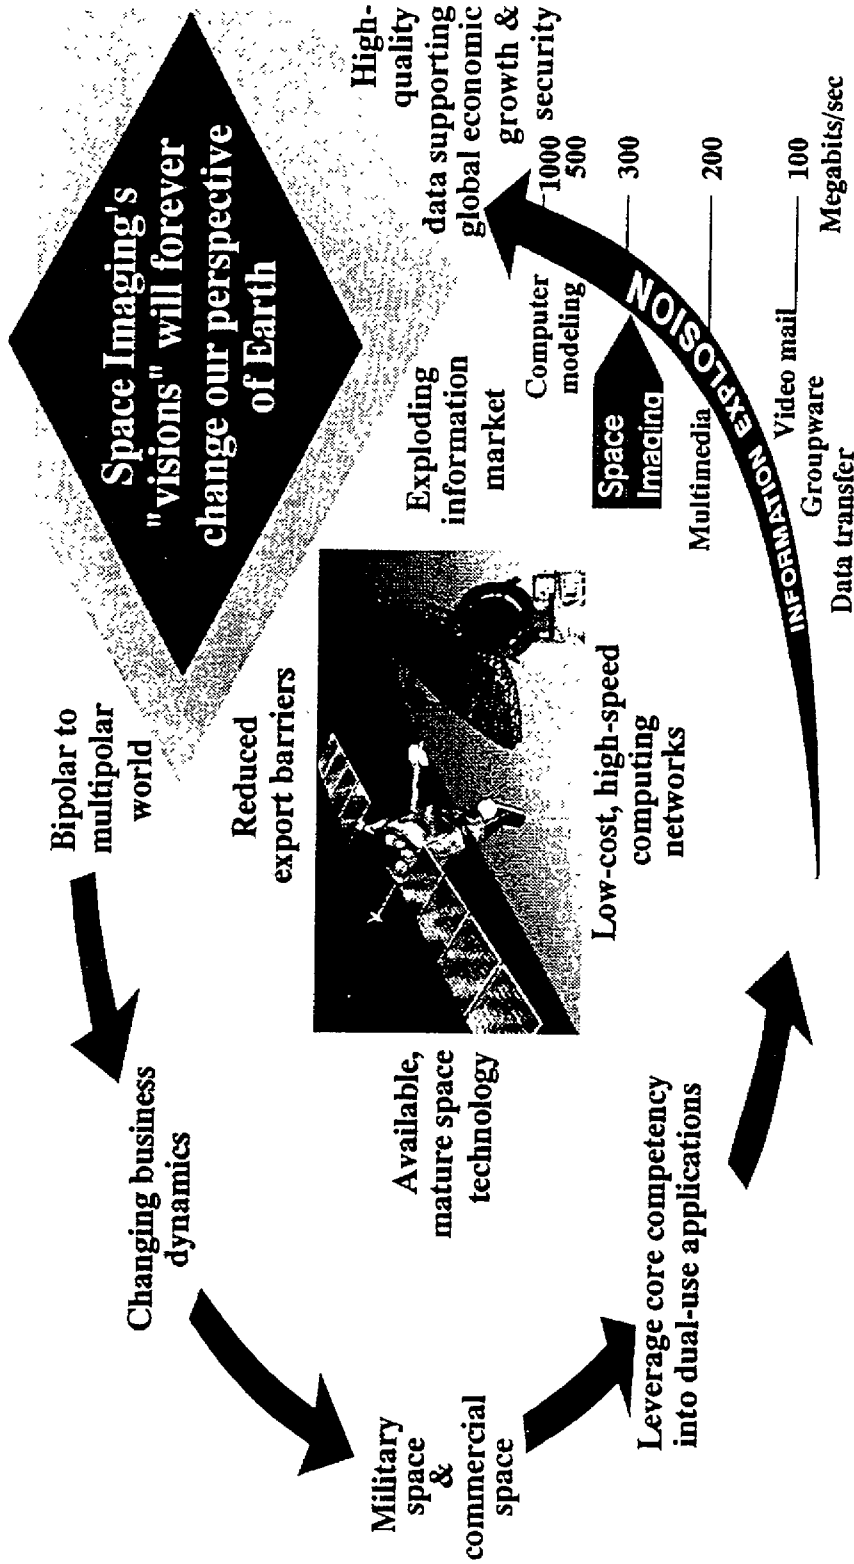 Space Imaging's
"visions" will forever
change our perspective
of Earth
Bipolar to
multipolar
world
Changing business
dynamics
Military
space
&
commercial
space
Leverage core competency
into dual-use applications
Reduced
export barriers
Available,
mature space
technology
Low-cost, high-speed
computing
networks
Exploding
information
market
High-
quality
data supporting
global economic
growth &
security
INFORMATION EXPLOSION
Computer
modeling
Space
Imaging
Multimedia
Video mail
Groupware
Data transfer
1000
500
300
200
100
Megabits/sec